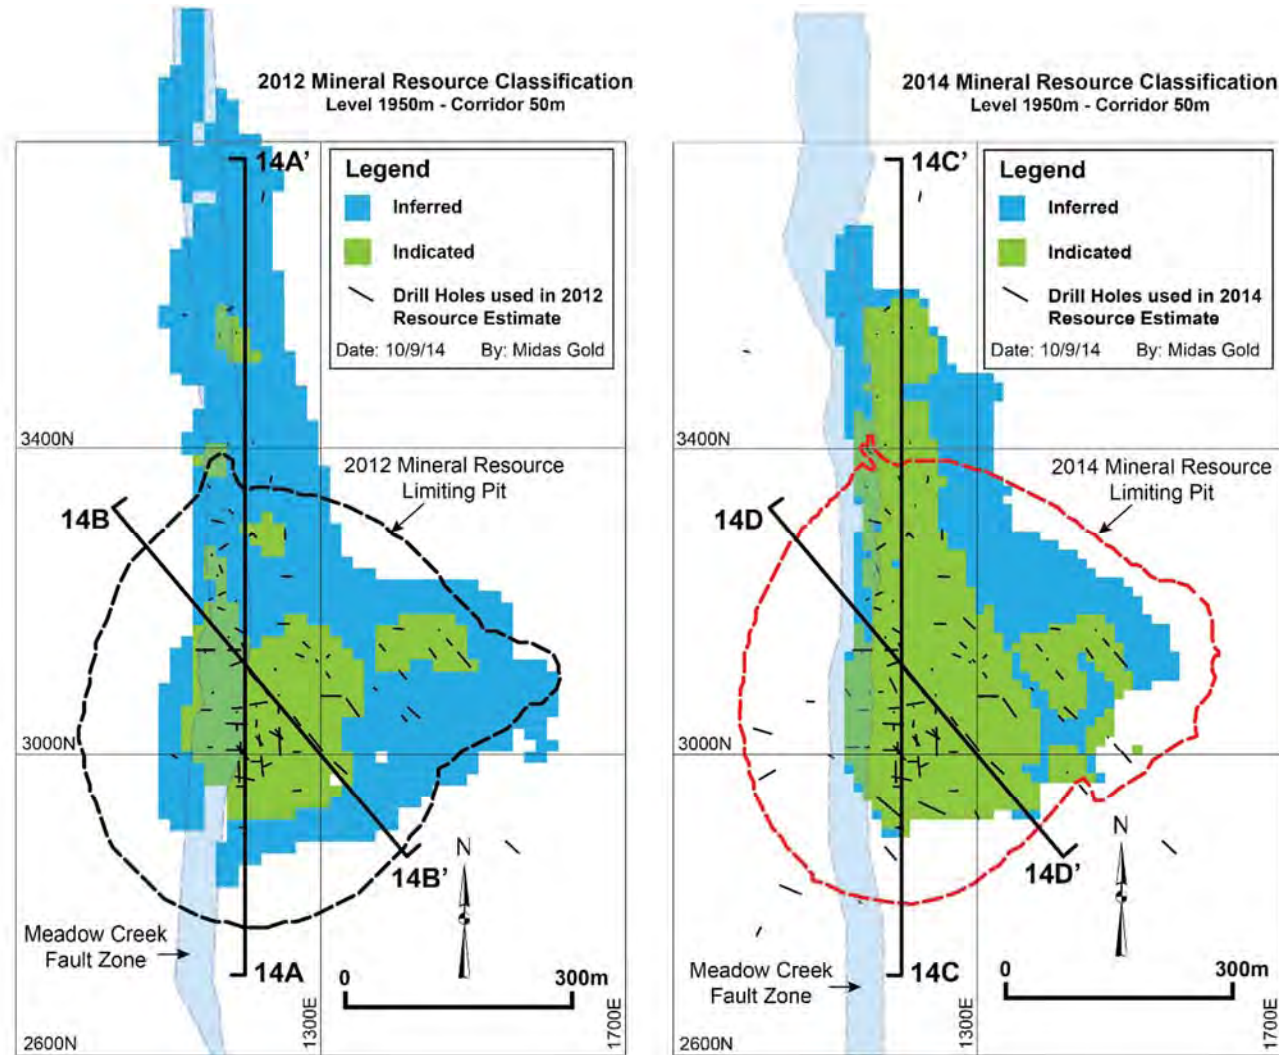 2012 Mineral Resource Classification
Level 1950m - Corridor 50m
14A'
Legend
Inferred
Indicated
Drill Holes used in 2012
Resource Estimate
Date: 10/9/14 By: Midas Gold
3400N
2012 Mineral Resource
Limiting Pit
14B
3000N
14B'
N
Meadow Creek
Fault Zone
14A
0 300m
1300E
1700E
2600N
2014 Mineral Resource Classification
Level 1950m - Corridor 50m
14C'
Legend
Inferred
Indicated
Drill Holes used in 2014
Resource Estimate
Date: 10/9/14 By: Midas Gold
3400N
2014 Mineral Resource
Limiting Pit
14D
3000N
14D'
N
Meadow Creek
Fault Zone
14C
0 300m
1300E
1700E
2600N